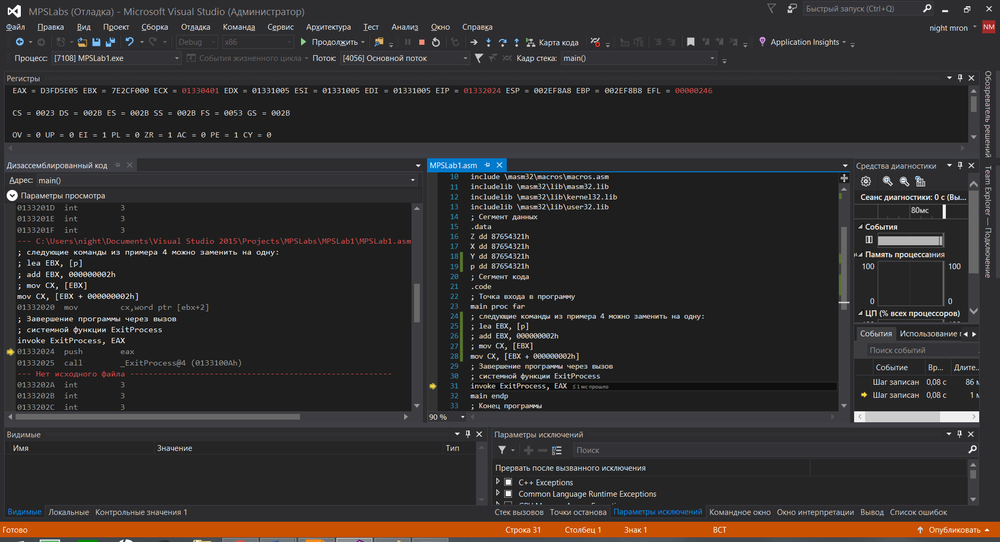 MPSLabs (Отладка) - Microsoft Visual Studio (Администратор)
Быстрый запуск (Ctrl+Q)
Файл Правка Вид Проект Сборка Отладка Команда Сервис Архитектура Тест Анализ Окно Справка
night mron NM
Debug x86 Продолжить Карта кода Application Insights
Процесс: [7108] MPSLab1.exe События жизненного цикла Поток: [4056] Основной поток Кадр стека: main()
Регистры
EAX = D3FD5E05 EBX = 7E2CF000 ECX = 01330401 EDX = 01331005 ESI = 01331005 EDI = 01331005 EIP = 01332024 ESP = 002EF8A8 EBP = 002EF8B8 EFL = 00000246
CS = 0023 DS = 002B ES = 002B SS = 002B FS = 0053 GS = 002B
OV = 0 UP = 0 EI = 1 PL = 0 ZR = 1 AC = 0 PE = 1 CY = 0
Обозреватель решений
Team Explorer — Подключение
Дизассемблированный код
Адрес: main()
Параметры просмотра
0133201D int 3
0133201E int 3
0133201F int 3
--- C:\Users\night\Documents\Visual Studio 2015\Projects\MPSLabs\MPSLab1\MPSLab1.asm
; следующие команды из примера 4 можно заменить на одну:
; lea EBX, [p]
; add EBX, 000000002h
; mov CX, [EBX]
mov CX, [EBX + 000000002h]
01332020 mov cx,word ptr [ebx+2]
; Завершение программы через вызов
; системной функции ExitProcess
invoke ExitProcess, EAX
01332024 push eax
01332025 call _ExitProcess@4 (0133100Ah)
--- Нет исходного файла --------------------------------------------------------
0133202A int 3
0133202B int 3
0133202C int 3
MPSLab1.asm
10 include \masm32\macros\macros.asm
11 includelib \masm32\lib\masm32.lib
12 includelib \masm32\lib\kernel32.lib
13 includelib \masm32\lib\user32.lib
14 ; Сегмент данных
15 .data
16 Z dd 87654321h
17 X dd 87654321h
18 Y dd 87654321h
19 p dd 87654321h
20 ; Сегмент кода
21 .code
22 ; Точка входа в программу
23 main proc far
24 ; следующие команды из примера 4 можно заменить на одну:
25 ; lea EBX, [p]
26 ; add EBX, 000000002h
27 ; mov CX, [EBX]
28 mov CX, [EBX + 000000002h]
29 ; Завершение программы через вызов
30 ; системной функции ExitProcess
31 invoke ExitProcess, EAX ≤ 1 мс прошло
32 main endp
33 ; Конец программы
90 %
Средства диагностики
Сеанс диагностики: 0 с (Вы...
80мс
События
Память процесса
100 100
0 0
ЦП (% всех процессоров)
События Использование
Поиск событий
Событие Вр... Длите...
Шаг записан 0,08 с 86
Шаг записан 0,08 с 1
Видимые
Имя Значение Тип
Видимые Локальные Контрольные значения 1
Параметры исключений
Поиск
Прервать после вызванного исключения
C++ Exceptions
Common Language Runtime Exceptions
Стек вызовов Точки останова Параметры исключений Командное окно Окно интерпретации Вывод Список ошибок
Готово Строка 31 Столбец 1 Знак 1 ВСТ Опубликовать